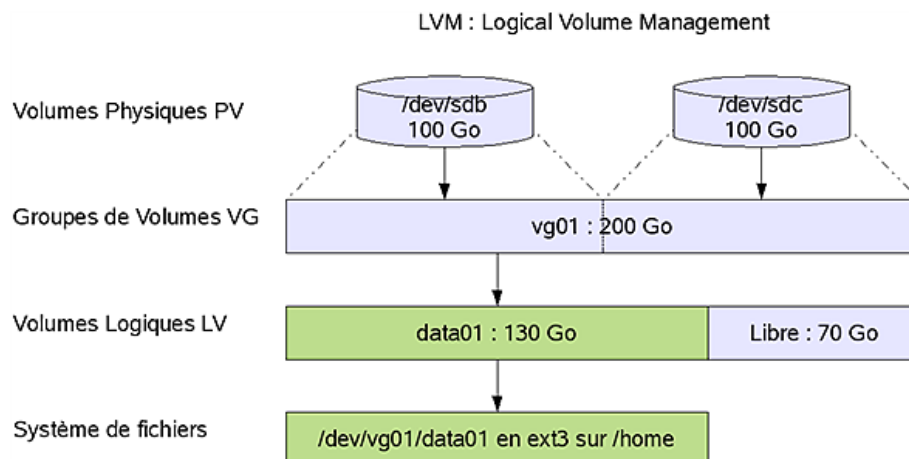 LVM : Logical Volume Management
Volumes Physiques PV
/dev/sdb
100 Go
/dev/sdc
100 Go
Groupes de Volumes VG
vg01 : 200 Go
Volumes Logiques LV
data01 : 130 Go
Libre : 70 Go
Système de fichiers
/dev/vg01/data01 en ext3 sur /home